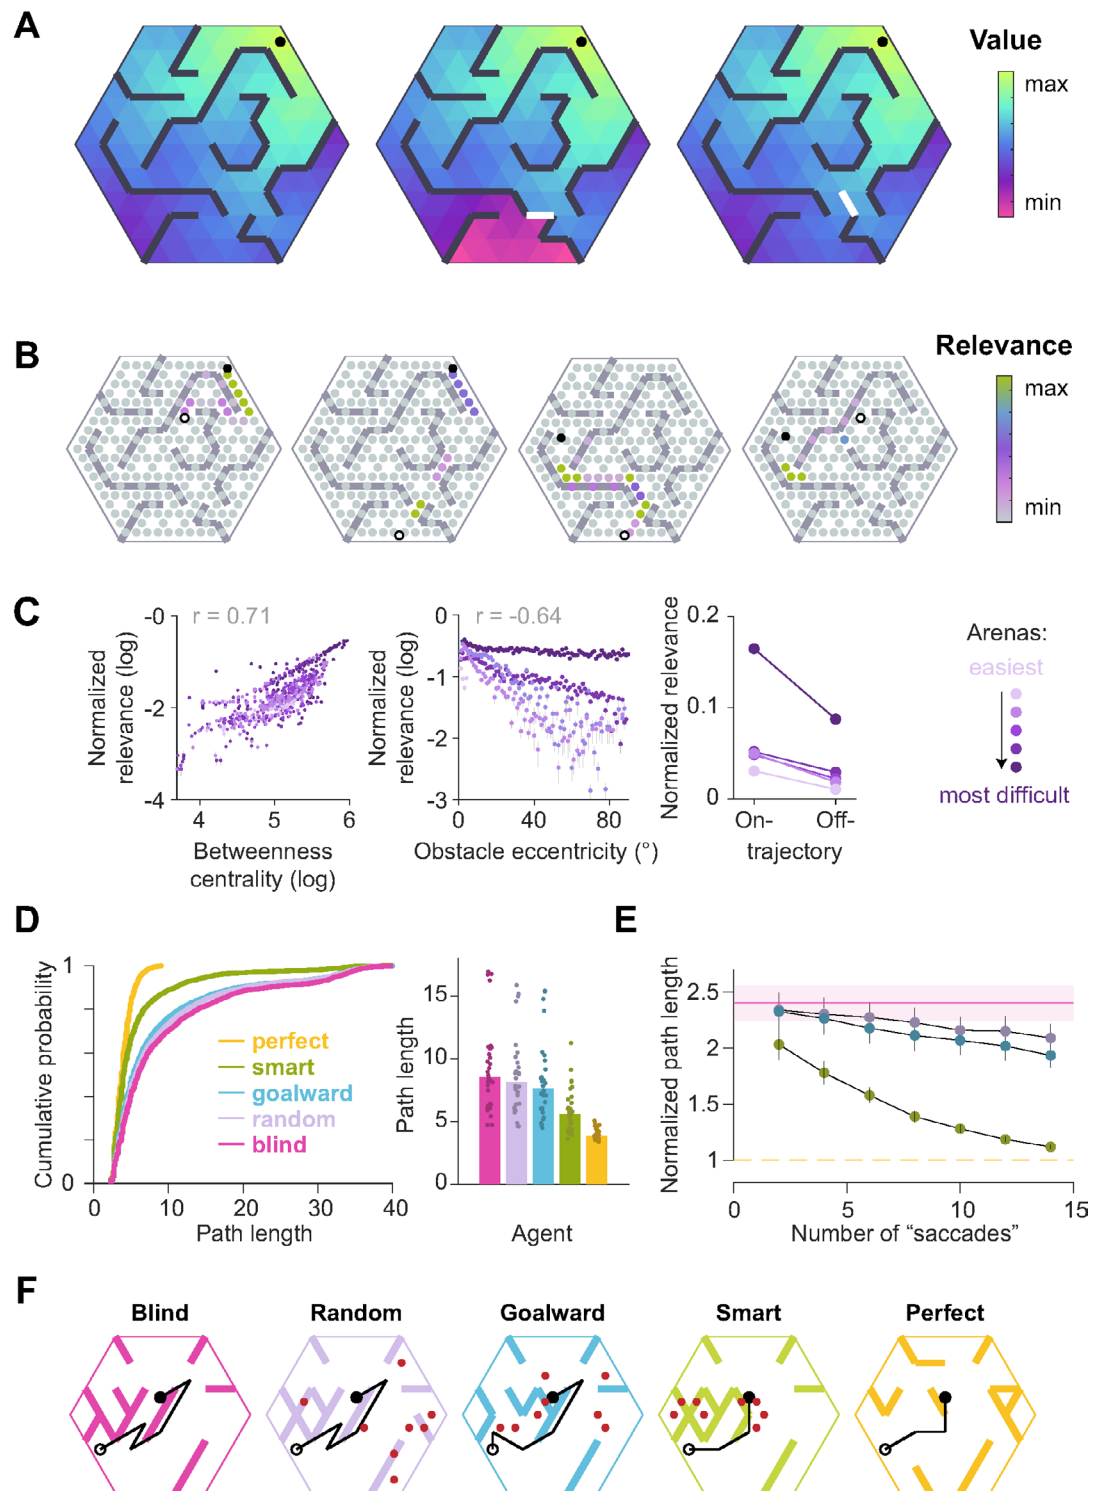 A
Value
max
min
B
Relevance
max
min
C
r = 0.71
-0
-2
-4
4
5
6
Normalized
relevance (log)
Betweenness
centrality (log)
r = -0.64
-0
-1
-2
-3
0
40
80
Normalized
relevance (log)
Obstacle eccentricity (°)
0.2
0.1
0
Normalized relevance
On-
Off-
trajectory
Arenas:
easiest
most difficult
D
1
0
Cumulative probability
perfect
smart
goalward
random
blind
0
10
20
30
40
Path length
15
10
5
0
Path length
Agent
E
2.5
2
1.5
1
Normalized path length
0
5
10
15
Number of “saccades”
F
Blind
Random
Goalward
Smart
Perfect